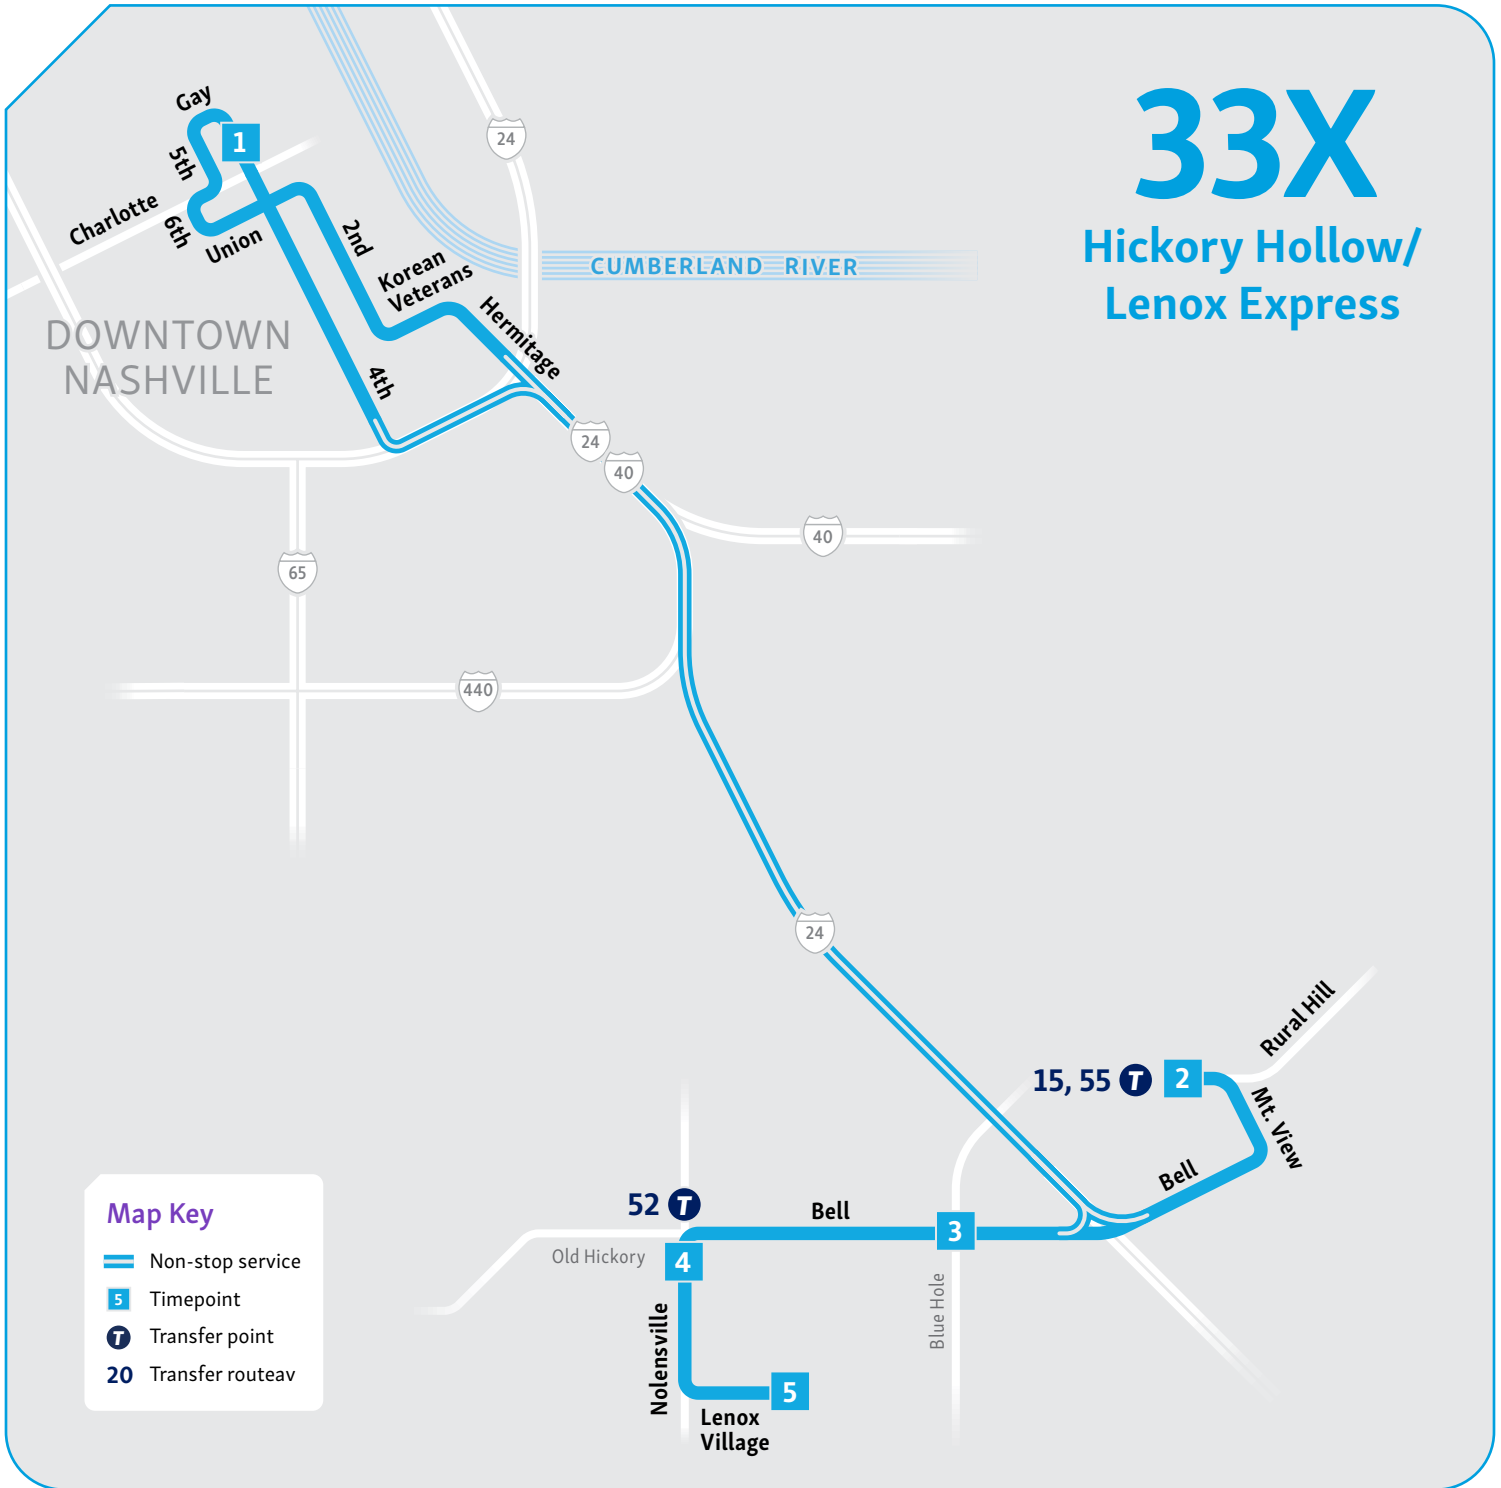 33X
Hickory Hollow/
Lenox Express
Gay
1
5th
Charlotte
6th
Union
2nd
Korean
Veterans
Hermitage
24
CUMBERLAND RIVER
DOWNTOWN
NASHVILLE
4th
24
40
40
65
440
24
Rural Hill
15, 55 T
2
Mt. View
Bell
52 T
Bell
3
Old Hickory
4
Blue Hole
Nolensville
5
Lenox
Village
Map Key
Non-stop service
5 Timepoint
T Transfer point
20 Transfer routeav